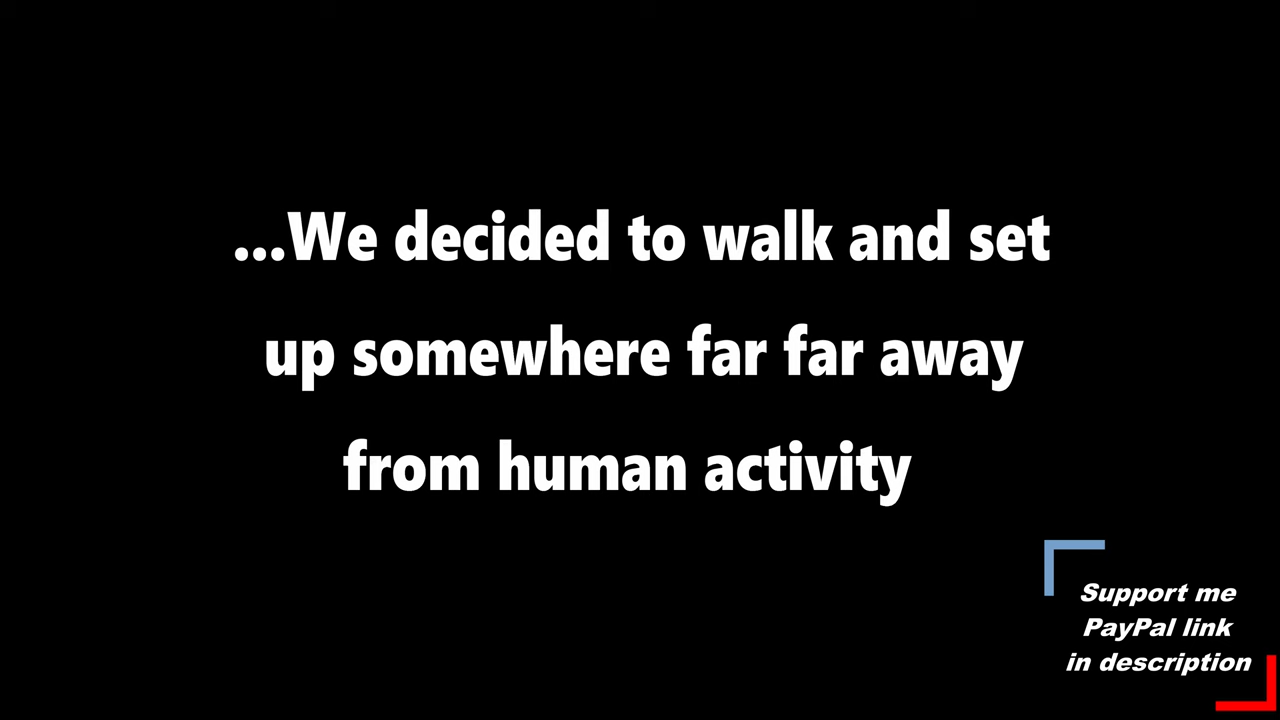 ...We decided to walk and set
up somewhere far far away
from human activity
Support me
PayPal link
in description